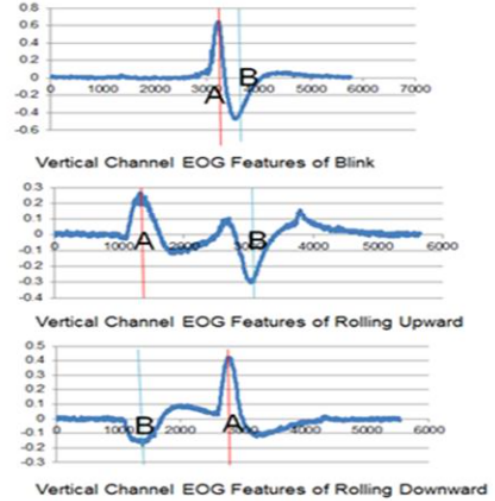 0.8
0.6
0.4
0.2
0
-0.2
-0.4
-0.6
0 1000 2000 3000 4000 5000 6000 7000
A B
Vertical Channel EOG Features of Blink
0.3
0.2
0.1
0
-0.1
-0.2
-0.3
-0.4
0 1000 2000 3000 4000 5000 6000
A B
Vertical Channel EOG Features of Rolling Upward
0.5
0.4
0.3
0.2
0.1
0
-0.1
-0.2
-0.3
0 1000 2000 3000 4000 5000 6000
B A
Vertical Channel EOG Features of Rolling Downward